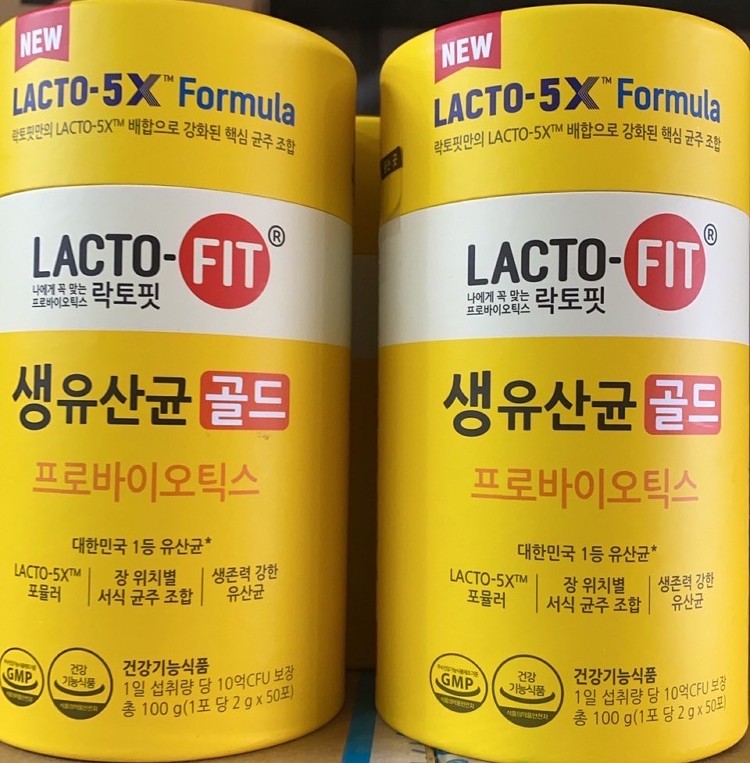 NEW
LACTO-5X™ Formula
락토핏만의 LACTO-5X™ 배합으로 강화된 핵심 균주 조합
LACTO-FIT®
나에게 꼭 맞는
프로바이오틱스 락토핏
생유산균 골드
프로바이오틱스
대한민국 1등 유산균*
LACTO-5X™ 포뮬러
장 위치별 서식 균주 조합
생존력 강한 유산균
GMP
건강기능식품
건강기능식품
1일 섭취량 당 10억CFU 보장
총 100 g(1포 당 2 g x 50포)
NEW
LACTO-5X™ Formula
락토핏만의 LACTO-5X™ 배합으로 강화된 핵심 균주 조합
LACTO-FIT®
나에게 꼭 맞는
프로바이오틱스 락토핏
생유산균 골드
프로바이오틱스
대한민국 1등 유산균*
LACTO-5X™ 포뮬러
장 위치별 서식 균주 조합
생존력 강한 유산균
GMP
건강기능식품
식품의약품안전처
건강기능식품
1일 섭취량 당 10억CFU 보장
총 100 g(1포 당 2 g x 50포)